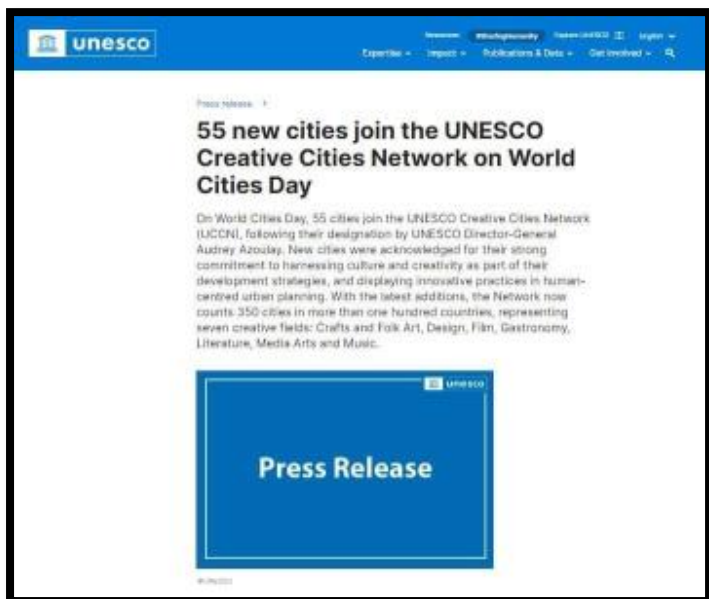 unesco
English
Expertise Impact Publications & Data Get Involved
Press release
55 new cities join the UNESCO
Creative Cities Network on World
Cities Day
On World Cities Day, 55 cities join the UNESCO Creative Cities Network
(UCCN), following their designation by UNESCO Director-General
Audrey Azoulay. New cities were acknowledged for their strong
commitment to harnessing culture and creativity as part of their
development strategies, and displaying innovative practices in human-
centred urban planning. With the latest additions, the Network now
counts 350 cities in more than one hundred countries, representing
seven creative fields: Crafts and Folk Art, Design, Film, Gastronomy,
Literature, Media Arts and Music.
unesco
Press Release